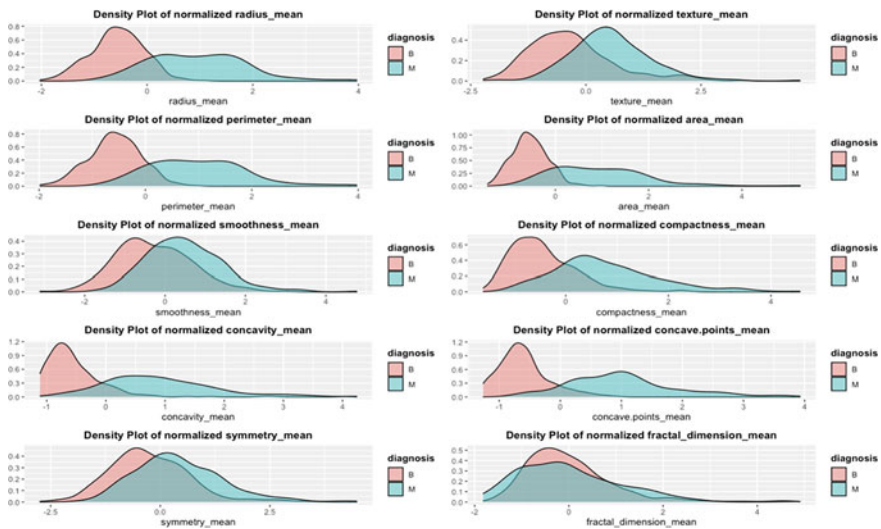 Density Plot of normalized radius_mean
0.8
0.6
0.4
0.2
0.0
-2
0
2
4
radius_mean
diagnosis
B
M
Density Plot of normalized texture_mean
0.4
0.2
0.0
-2.5
0.0
2.5
texture_mean
diagnosis
B
M
Density Plot of normalized perimeter_mean
0.8
0.6
0.4
0.2
0.0
-2
0
2
4
perimeter_mean
diagnosis
B
M
Density Plot of normalized area_mean
1.00
0.75
0.50
0.25
0.00
0
2
4
area_mean
diagnosis
B
M
Density Plot of normalized smoothness_mean
0.4
0.3
0.2
0.1
0.0
-2
0
2
4
smoothness_mean
diagnosis
B
M
Density Plot of normalized compactness_mean
0.6
0.4
0.2
0.0
0
2
4
compactness_mean
diagnosis
B
M
Density Plot of normalized concavity_mean
1.2
0.9
0.6
0.3
0.0
-1
0
1
2
3
4
concavity_mean
diagnosis
B
M
Density Plot of normalized concave.points_mean
1.2
0.9
0.6
0.3
0.0
-1
0
1
2
3
4
concave.points_mean
diagnosis
B
M
Density Plot of normalized symmetry_mean
0.4
0.3
0.2
0.1
0.0
-2.5
0.0
2.5
symmetry_mean
diagnosis
B
M
Density Plot of normalized fractal_dimension_mean
0.5
0.4
0.3
0.2
0.1
0.0
-2
0
2
4
fractal_dimension_mean
diagnosis
B
M